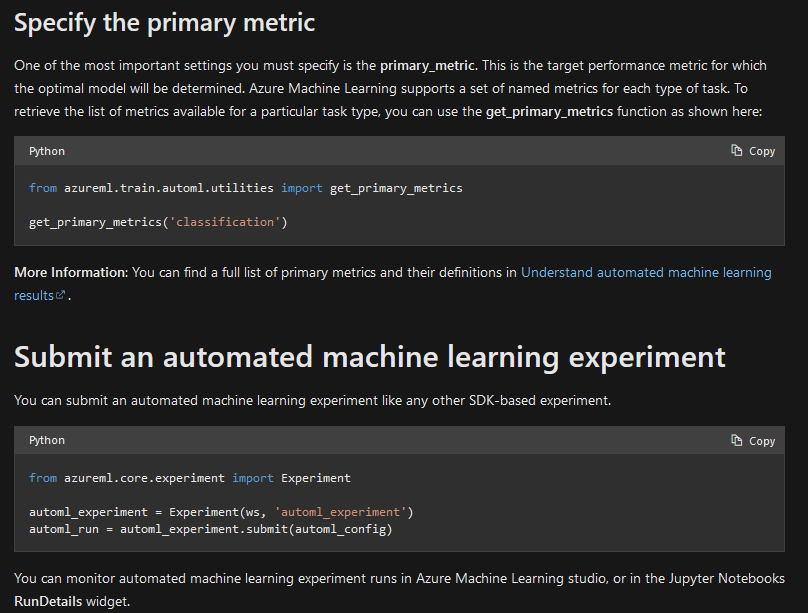 Specify the primary metric
One of the most important settings you must specify is the primary_metric. This is the target performance metric for which
the optimal model will be determined. Azure Machine Learning supports a set of named metrics for each type of task. To
retrieve the list of metrics available for a particular task type, you can use the get_primary_metrics function as shown here:
Python Copy
from azureml.train.automl.utilities import get_primary_metrics
get_primary_metrics('classification')
More Information: You can find a full list of primary metrics and their definitions in Understand automated machine learning
results.
Submit an automated machine learning experiment
You can submit an automated machine learning experiment like any other SDK-based experiment.
Python Copy
from azureml.core.experiment import Experiment
automl_experiment = Experiment(ws, 'automl_experiment')
automl_run = automl_experiment.submit(automl_config)
You can monitor automated machine learning experiment runs in Azure Machine Learning studio, or in the Jupyter Notebooks
RunDetails widget.